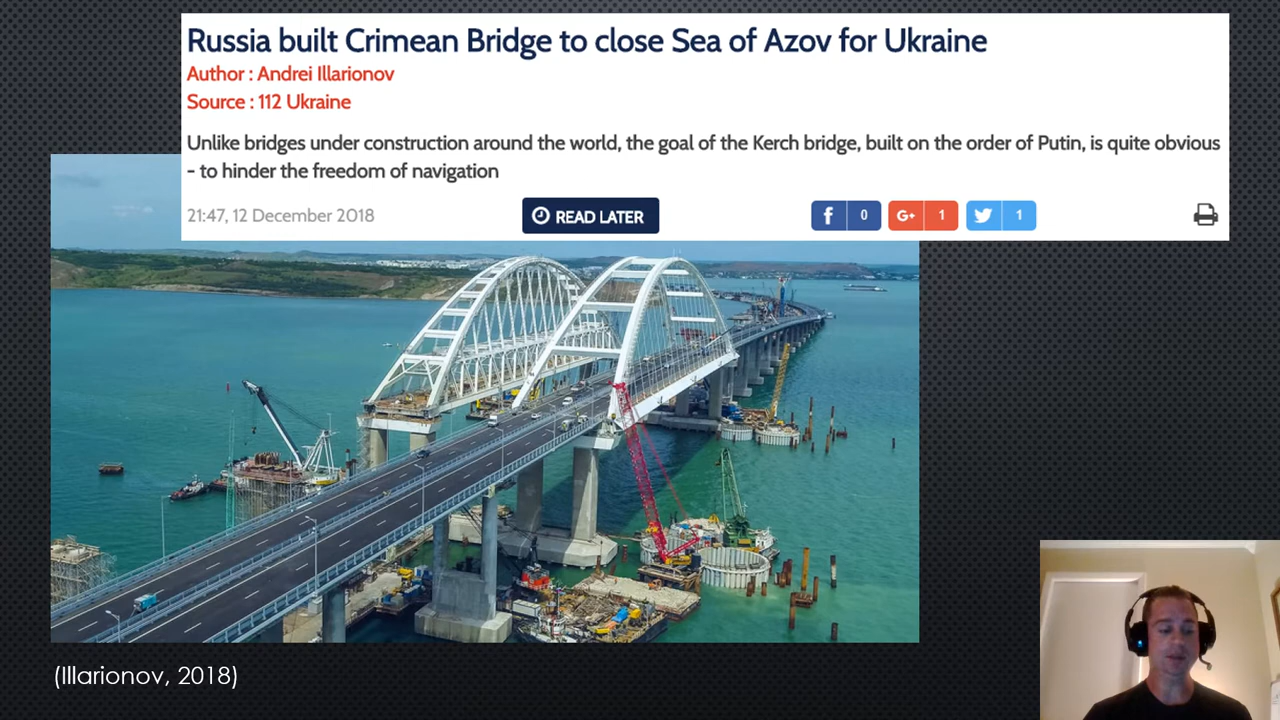 Russia built Crimean Bridge to close Sea of Azov for Ukraine
Author : Andrei Illarionov
Source : 112 Ukraine
Unlike bridges under construction around the world, the goal of the Kerch bridge, built on the order of Putin, is quite obvious
- to hinder the freedom of navigation
21:47, 12 December 2018
READ LATER
f 0
G+ 1
1
(Illarionov, 2018)